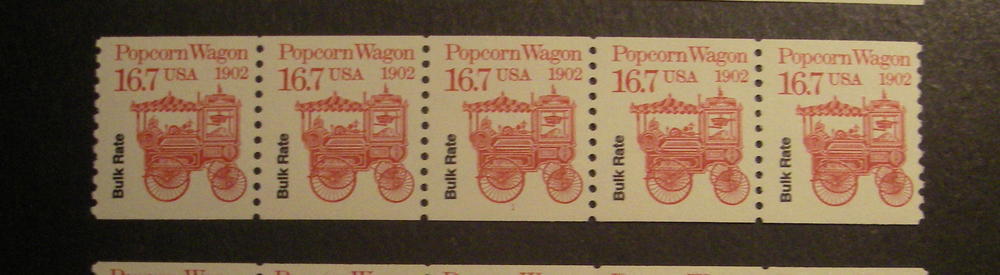 Popcorn Wagon Popcorn Wagon Popcorn Wagon Popcorn Wagon Popcorn Wagon
16.7 USA 1902 16.7 USA 1902 16.7 USA 1902 16.7 USA 1902 16.7 USA 1902
Bulk Rate Bulk Rate Bulk Rate Bulk Rate Bulk Rate
1